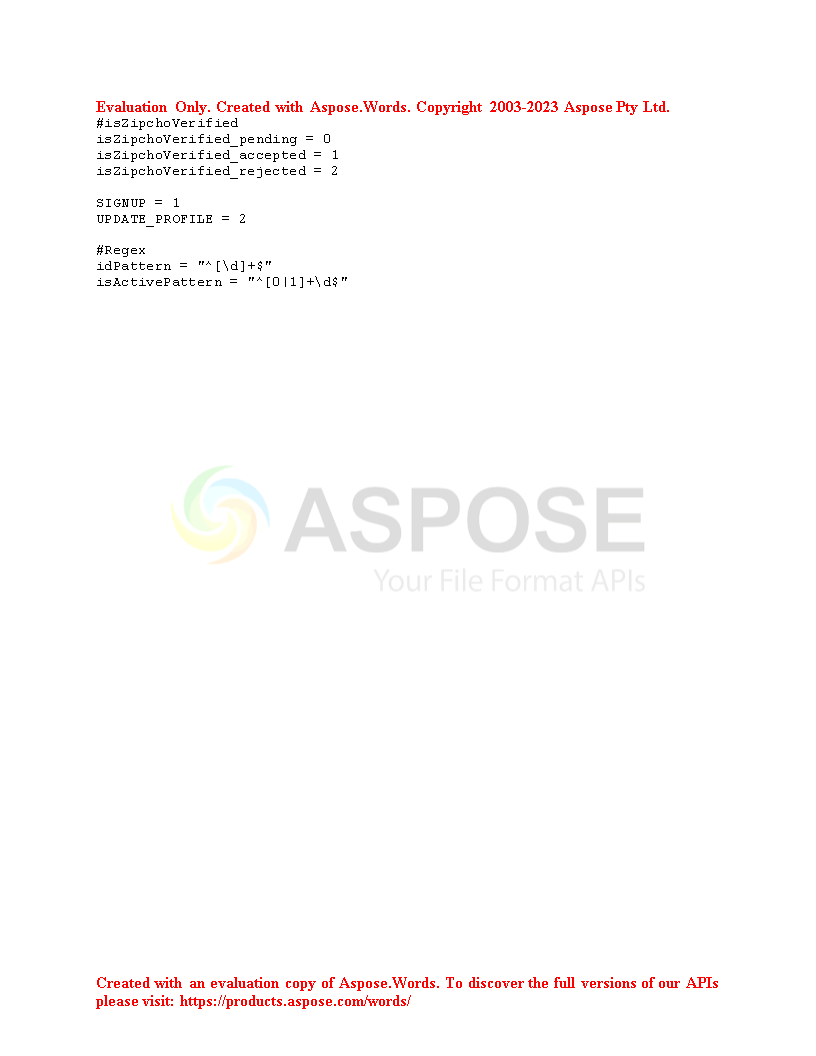 Evaluation Only. Created with Aspose.Words. Copyright 2003-2023 Aspose Pty Ltd.
#isZipchoVerified
isZipchoVerified_pending = 0
isZipchoVerified_accepted = 1
isZipchoVerified_rejected = 2
SIGNUP = 1
UPDATE_PROFILE = 2
#Regex
idPattern = "^[\d]+$"
isActivePattern = "^[0|1]+\d$"
ASPOSE
Your File Format APIs
Created with an evaluation copy of Aspose.Words. To discover the full versions of our APIs
please visit: https://products.aspose.com/words/